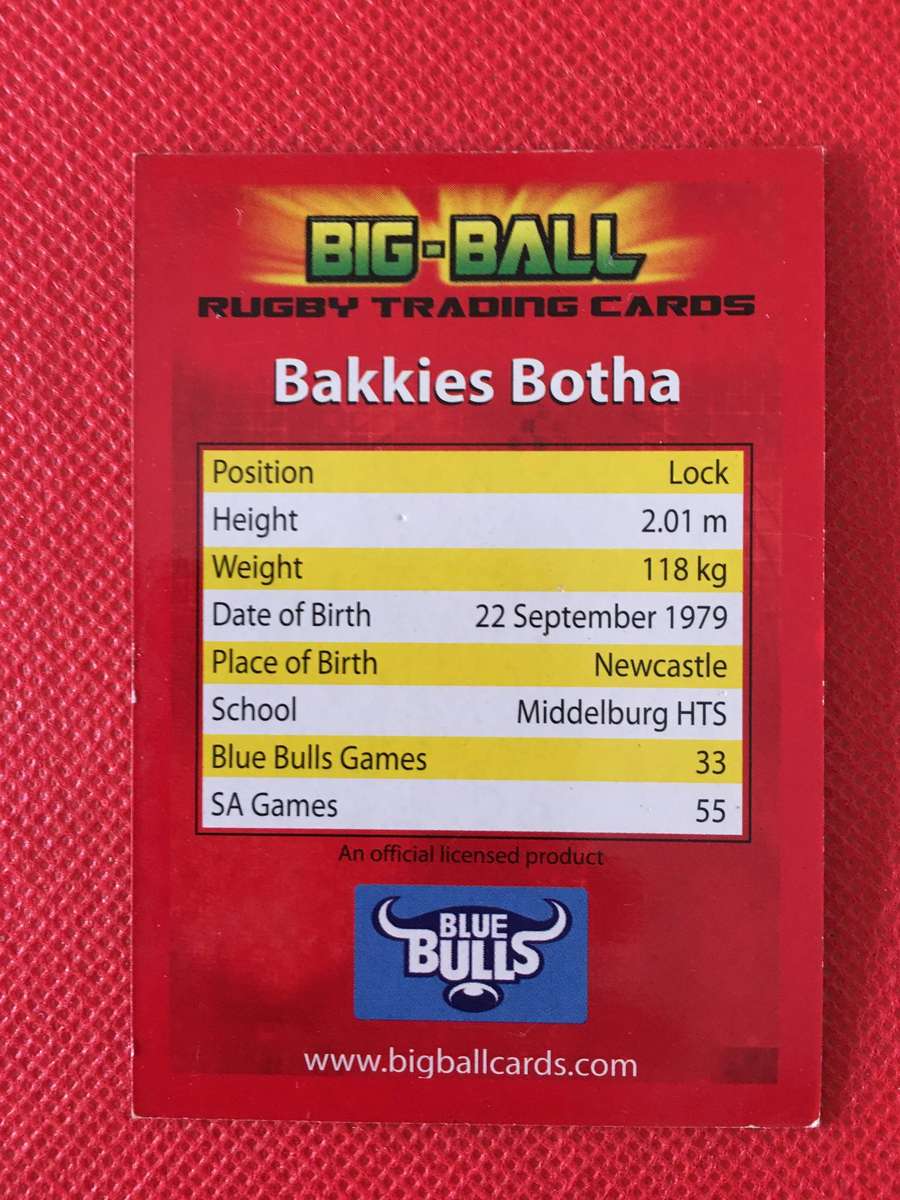 BIG-BALL
RUGBY TRADING CARDS
Bakkies Botha
Position Lock
Height 2.01 m
Weight 118 kg
Date of Birth 22 September 1979
Place of Birth Newcastle
School Middelburg HTS
Blue Bulls Games 33
SA Games 55
An official licensed product
BLUE
BULLS
www.bigballcards.com